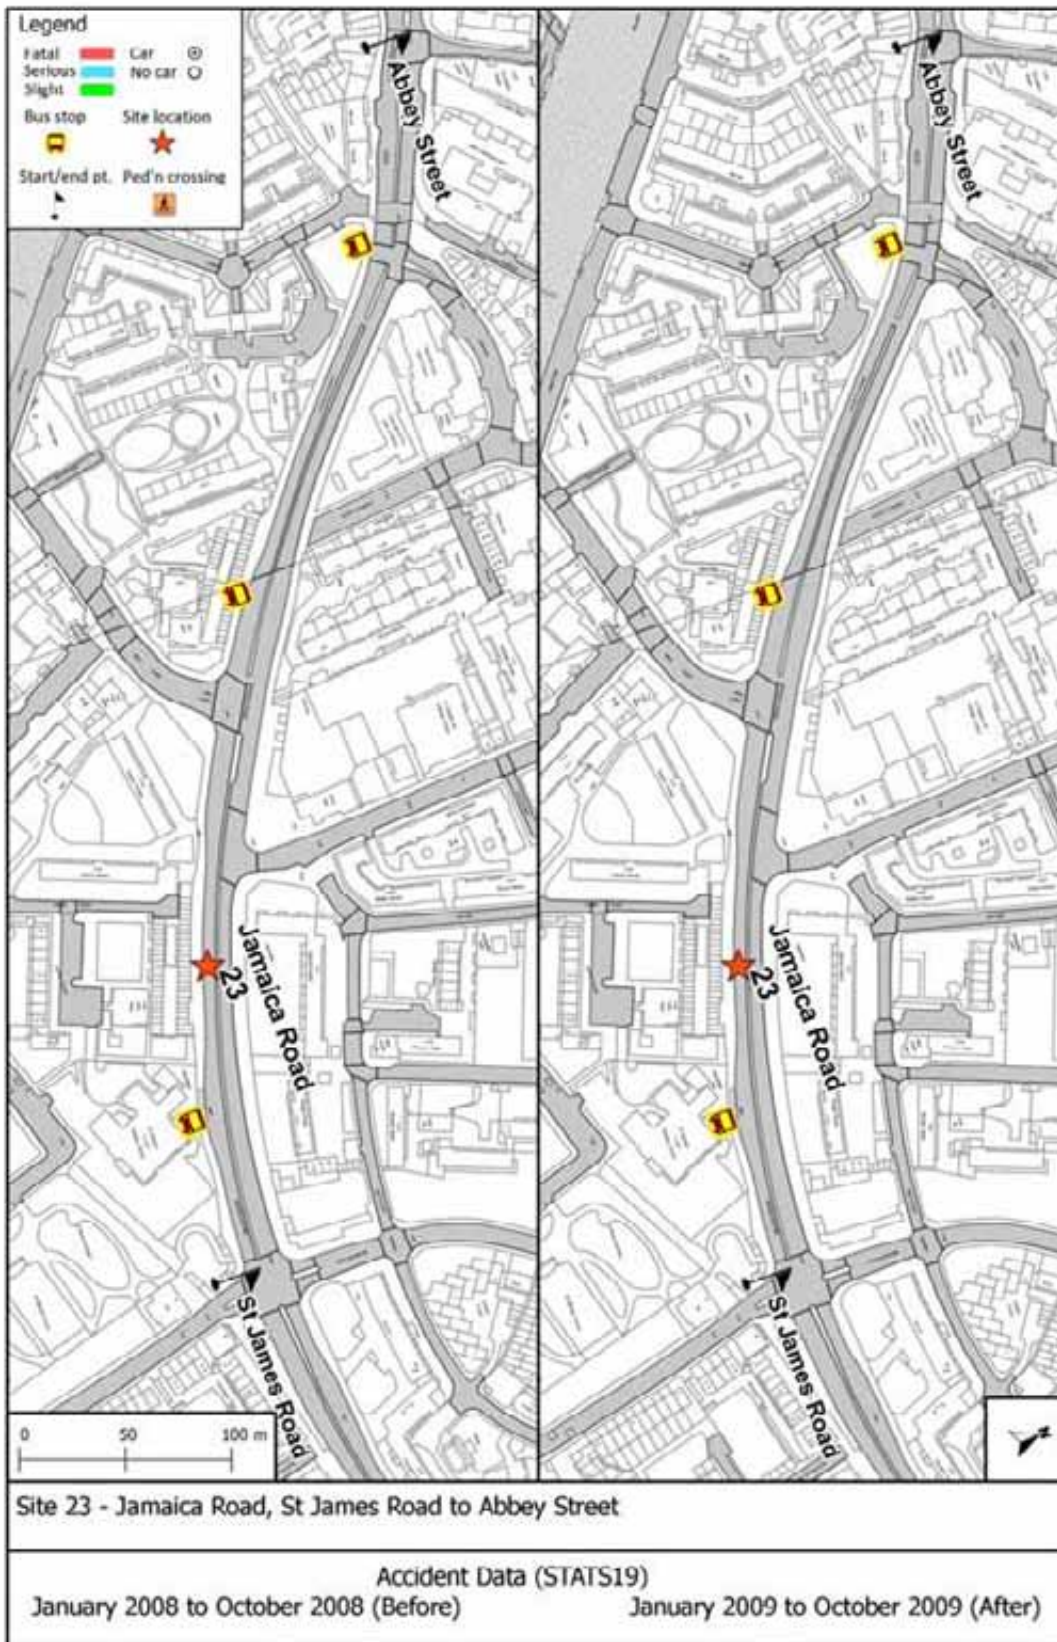 Legend
Fatal Car
Serious No car
Slight
Bus stop Site location
Start/end pt. Ped'n crossing
Abbey Street
Abbey Street
Jamaica Road
Jamaica Road
23
23
St James Road
St James Road
0 50 100 m
N
Site 23 - Jamaica Road, St James Road to Abbey Street
Accident Data (STATS19)
January 2008 to October 2008 (Before) January 2009 to October 2009 (After)